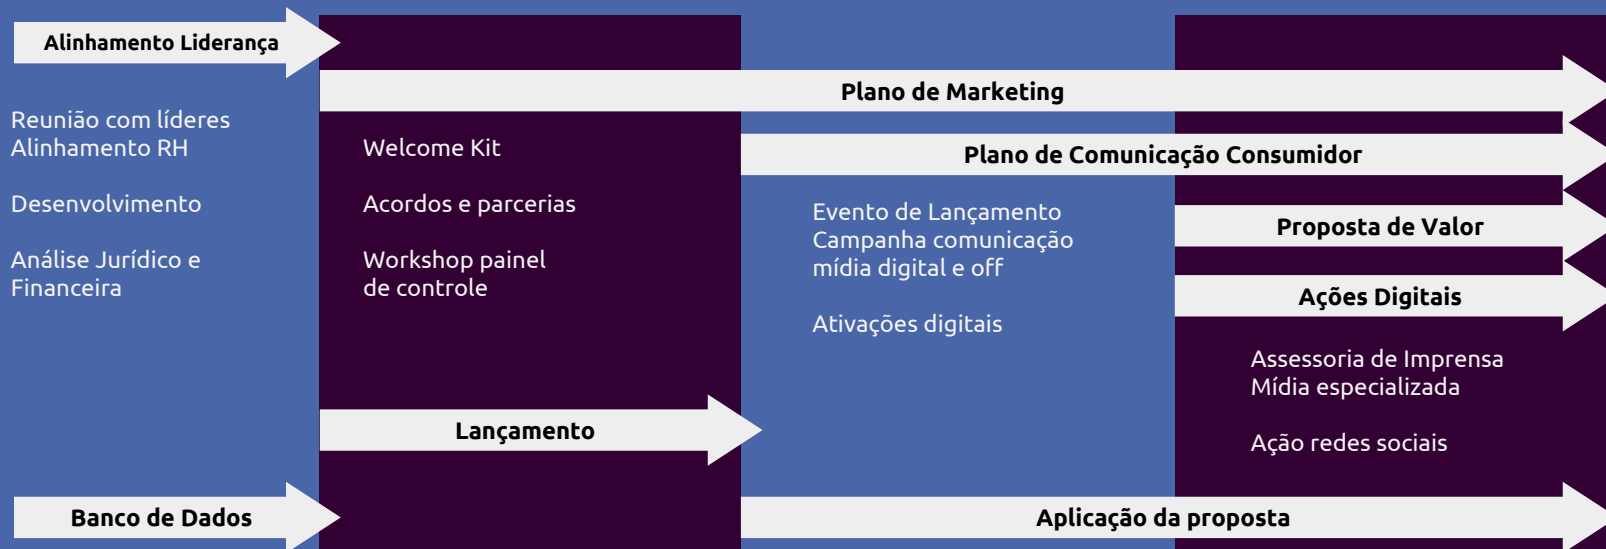 Alinhamento Liderança
Reunião com líderes
Alinhamento RH
Desenvolvimento
Análise Jurídico e
Financeira
Banco de Dados
Plano de Marketing
Welcome Kit
Acordos e parcerias
Workshop painel
de controle
Lançamento
Plano de Comunicação Consumidor
Evento de Lançamento
Campanha comunicação
mídia digital e off
Ativações digitais
Proposta de Valor
Ações Digitais
Assessoria de Imprensa
Mídia especializada
Ação redes sociais
Aplicação da proposta